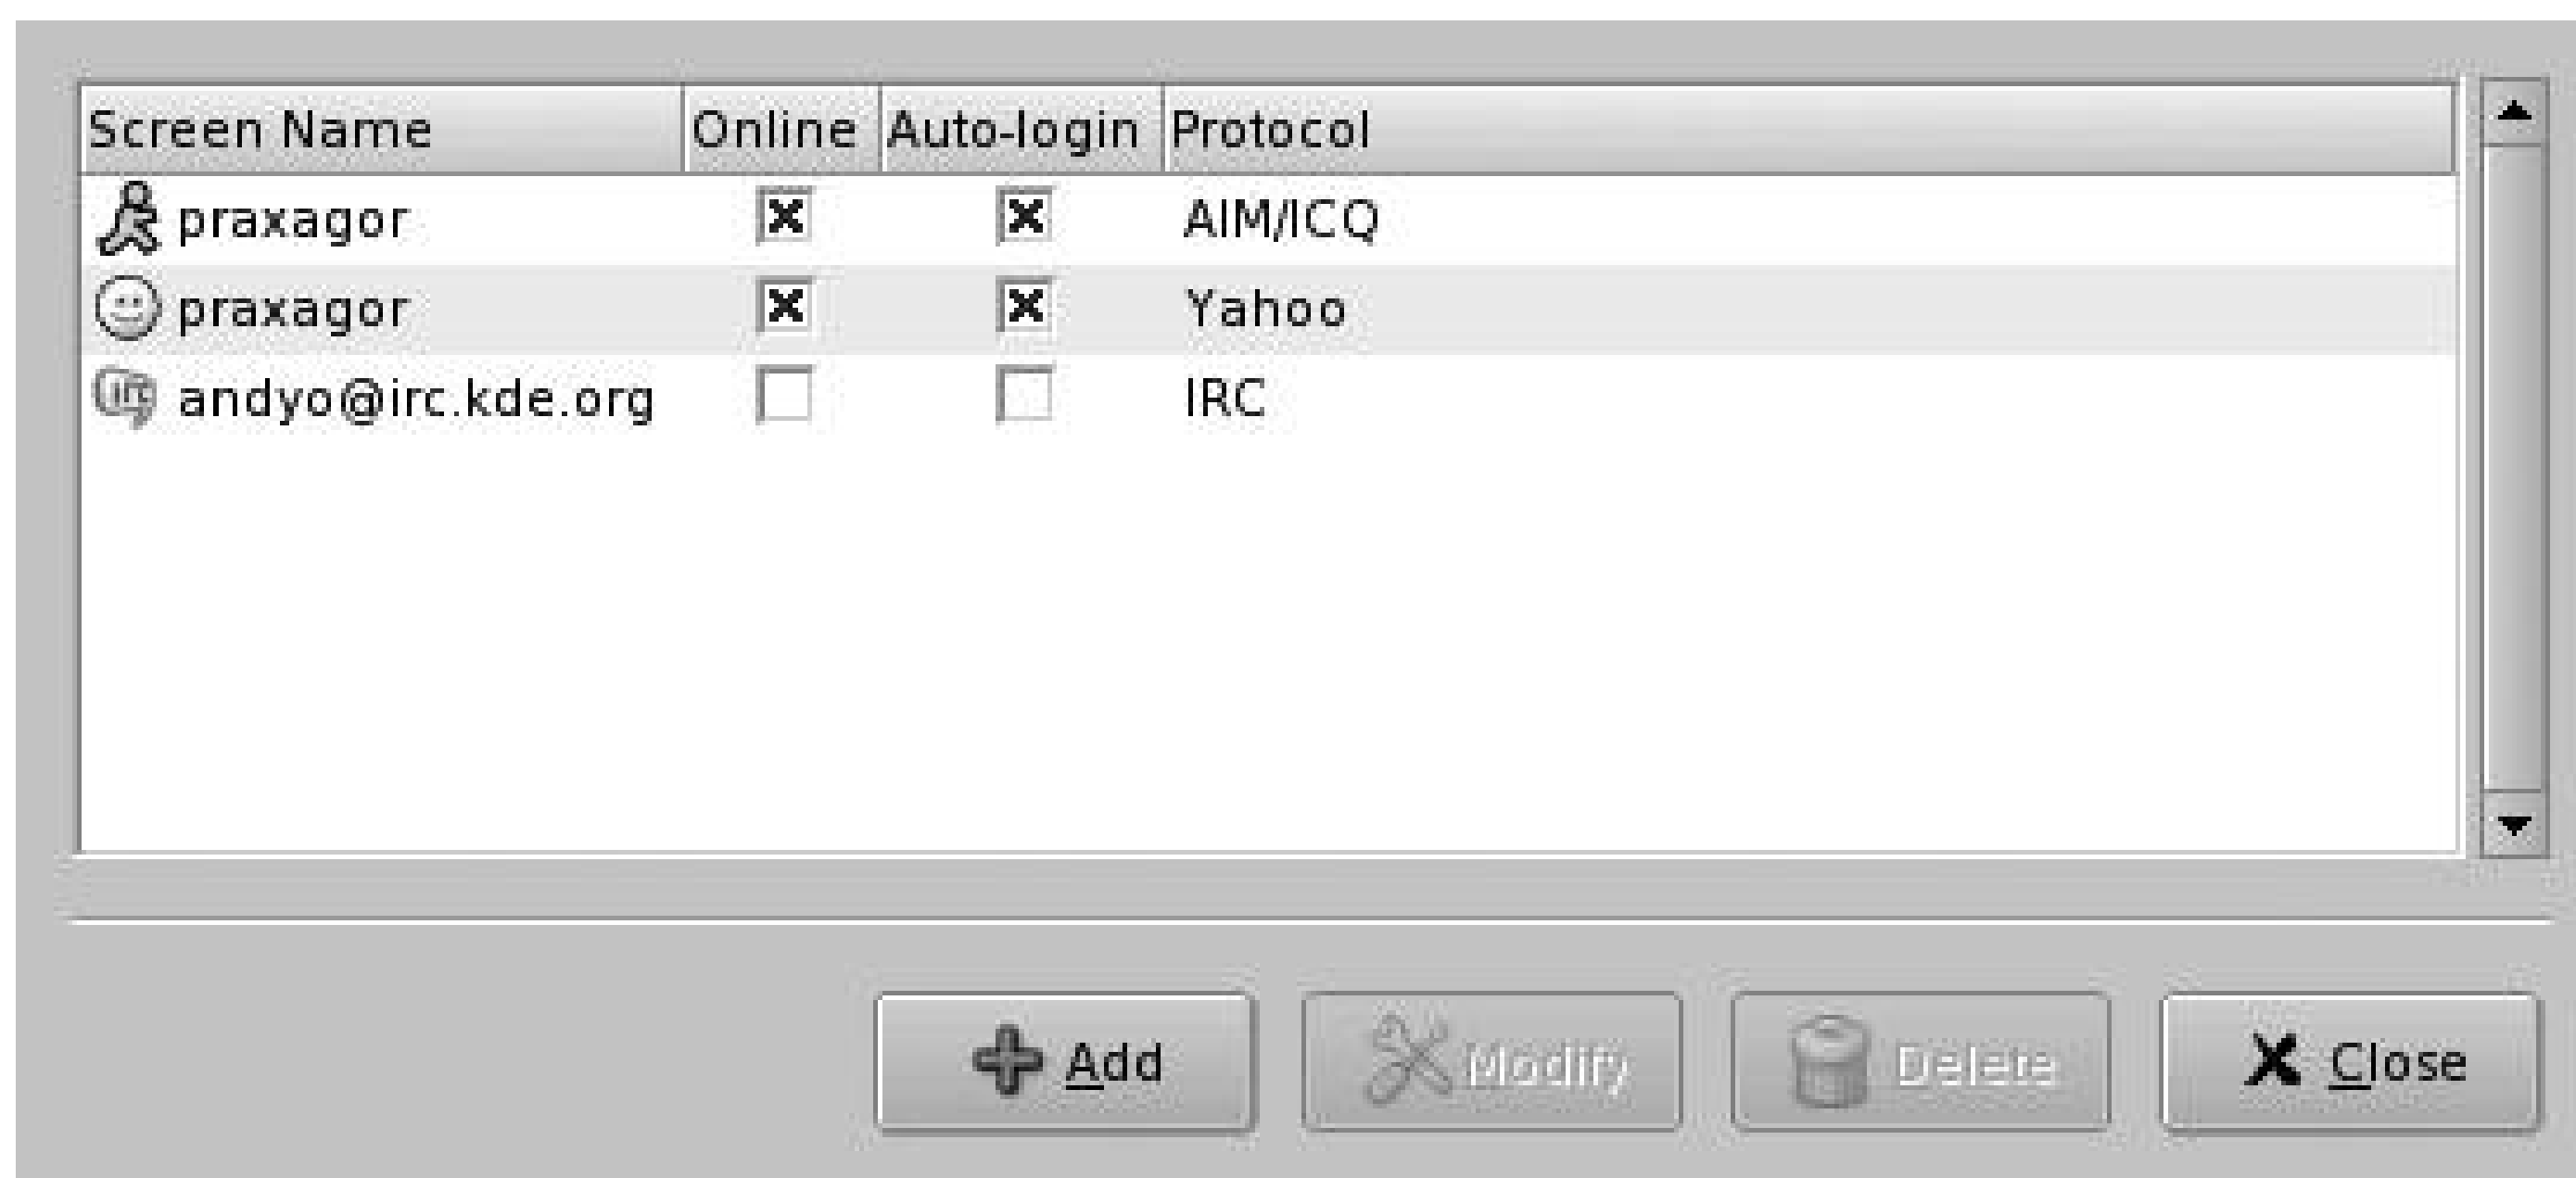 Screen Name Online Auto-login Protocol
praxagor AIM/ICQ
praxagor Yahoo
andyo@irc.kde.org IRC
Add Modify Delete Close